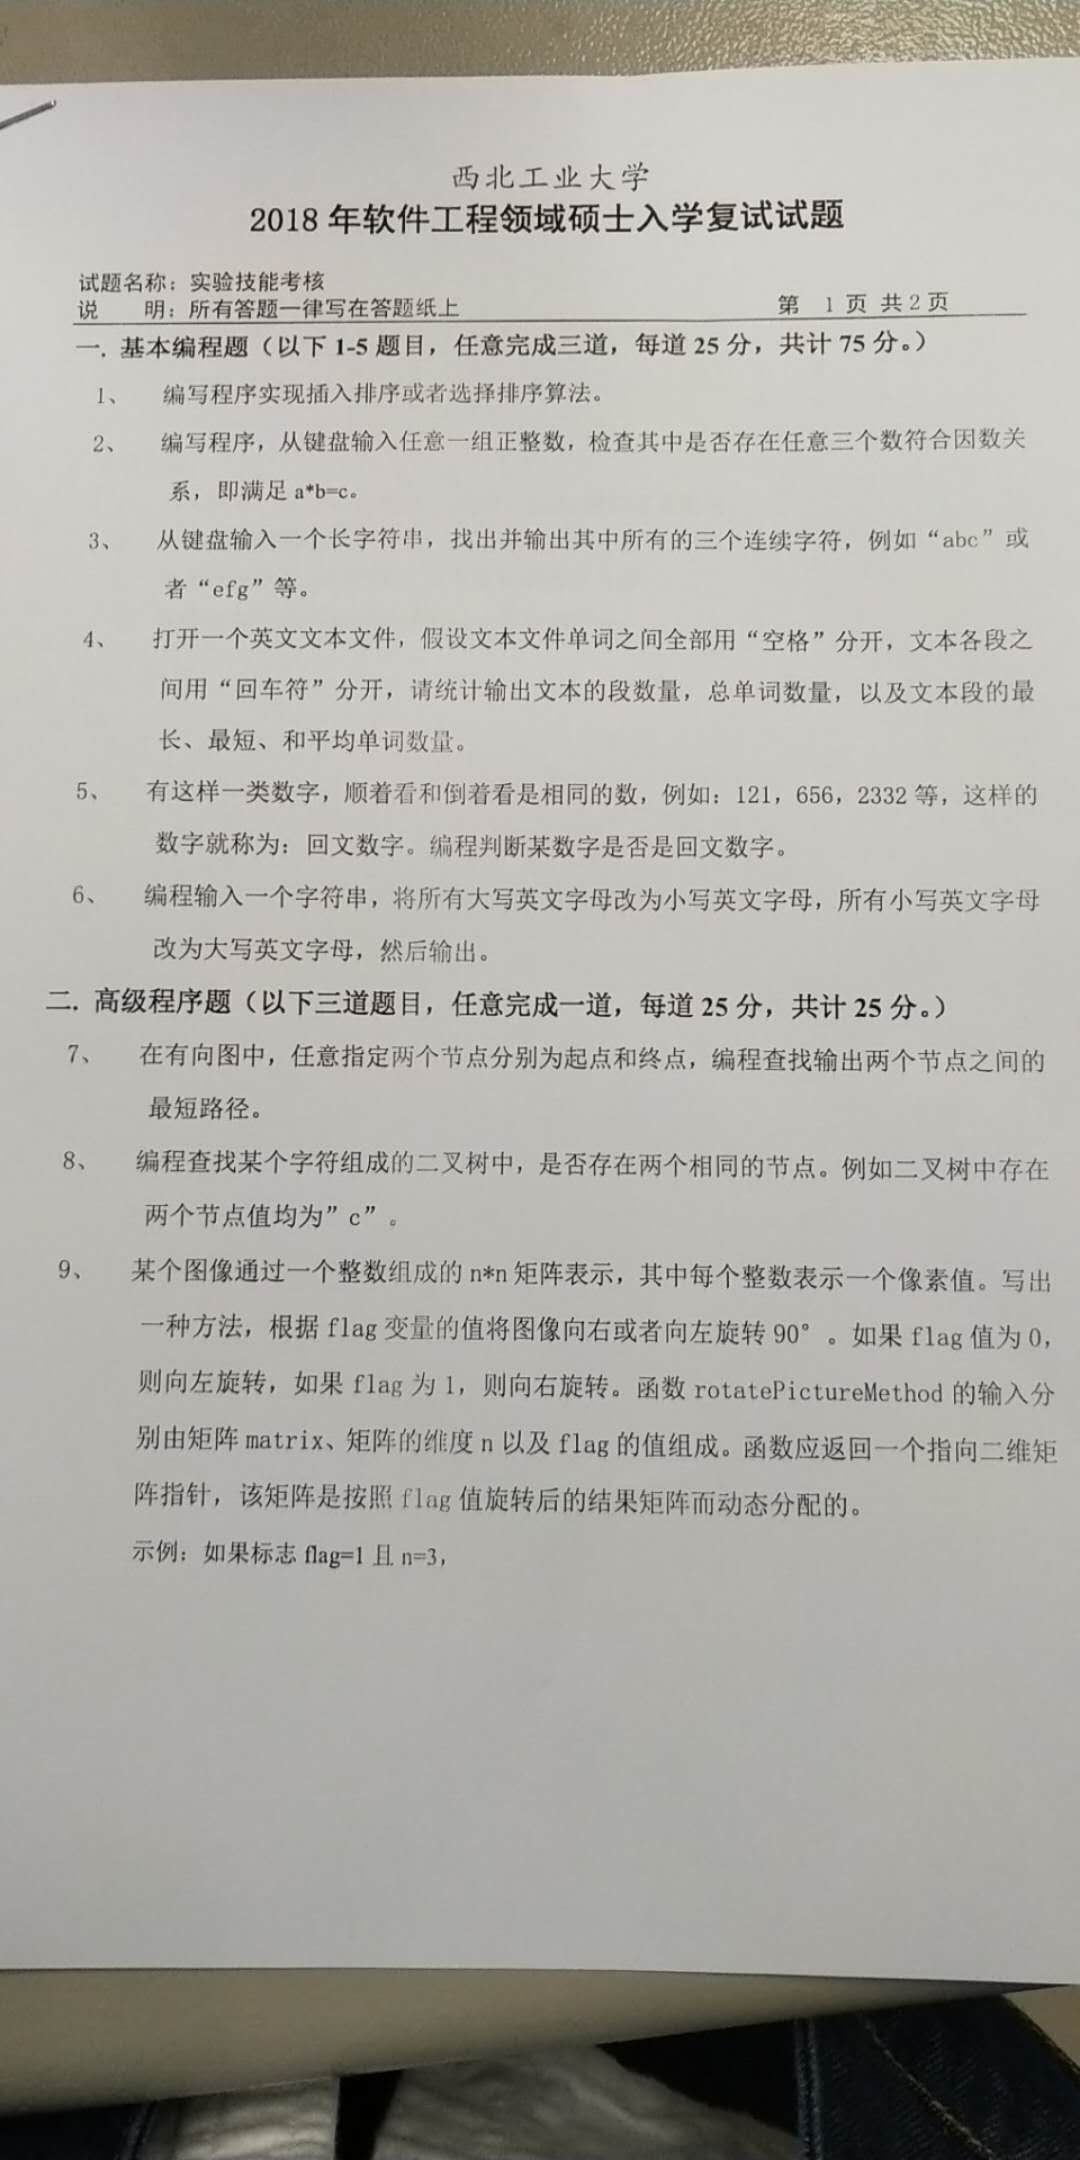 西北工业大学
2018 年软件工程领域硕士入学复试试题
试题名称：实验技能考核
说 明：所有答题一律写在答题纸上 第 1 页 共 2 页
一. 基本编程题（以下 1-5 题目，任意完成三道，每道 25 分，共计 75 分。）
1、 编写程序实现插入排序或者选择排序算法。
2、 编写程序，从键盘输入任意一组正整数，检查其中是否存在任意三个数符合因数关
系，即满足 a*b=c。
3、 从键盘输入一个长字符串，找出并输出其中所有的三个连续字符，例如“abc”或
者“efg”等。
4、 打开一个英文文本文件，假设文本文件单词之间全部用“空格”分开，文本各段之
间用“回车符”分开，请统计输出文本的段数量，总单词数量，以及文本段的最
长、最短、和平均单词数量。
5、 有这样一类数字，顺着看和倒着看是相同的数，例如：121，656，2332 等，这样的
数字就称为：回文数字。编程判断某数字是否是回文数字。
6、 编程输入一个字符串，将所有大写英文字母改为小写英文字母，所有小写英文字母
改为大写英文字母，然后输出。
二. 高级程序题（以下三道题目，任意完成一道，每道 25 分，共计 25 分。）
7、 在有向图中，任意指定两个节点分别为起点和终点，编程查找输出两个节点之间的
最短路径。
8、 编程查找某个字符组成的二叉树中，是否存在两个相同的节点。例如二叉树中存在
两个节点值均为”c”。
9、 某个图像通过一个整数组成的 n*n 矩阵表示，其中每个整数表示一个像素值。写出
一种方法，根据 flag 变量的值将图像向右或者向左旋转 90°。如果 flag 值为 0，
则向左旋转，如果 flag 为 1，则向右旋转。函数 rotatePictureMethod 的输入分
别由矩阵 matrix、矩阵的维度 n 以及 flag 的值组成。函数应返回一个指向二维矩
阵指针，该矩阵是按照 flag 值旋转后的结果矩阵而动态分配的。
示例：如果标志 flag=1 且 n=3，